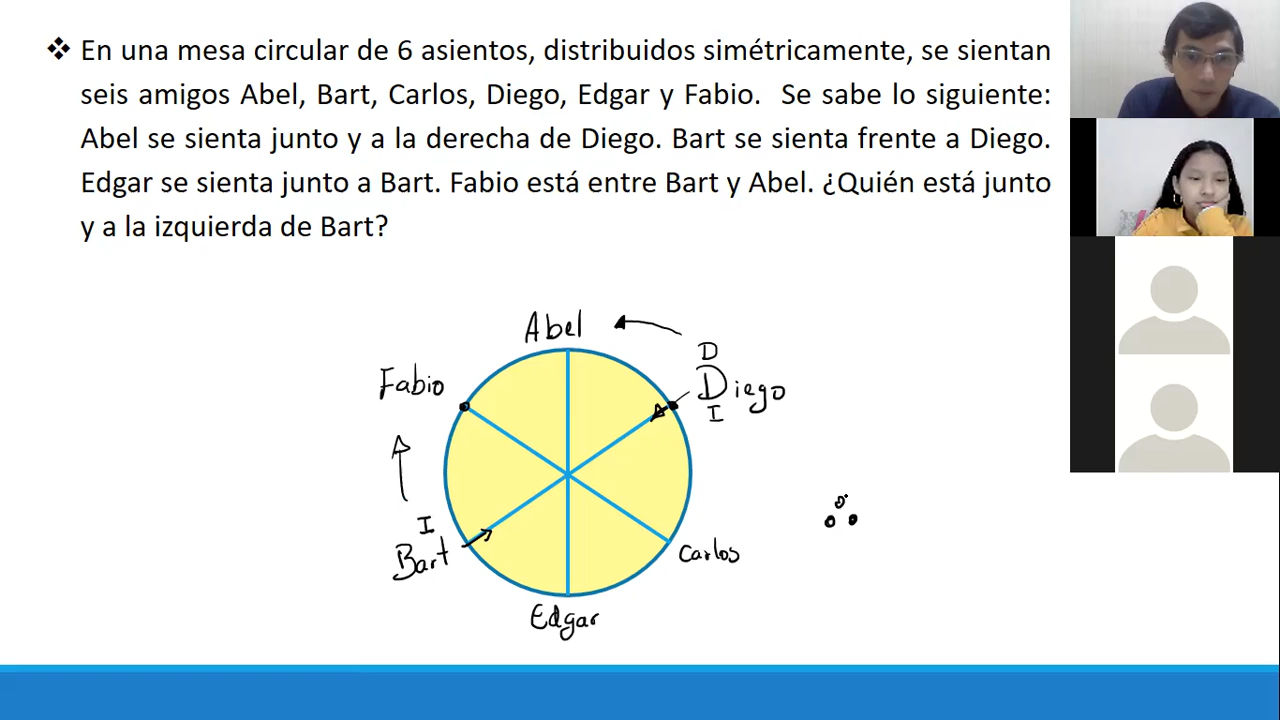 ❖ En una mesa circular de 6 asientos, distribuidos simétricamente, se sientan
seis amigos Abel, Bart, Carlos, Diego, Edgar y Fabio. Se sabe lo siguiente:
Abel se sienta junto y a la derecha de Diego. Bart se sienta frente a Diego.
Edgar se sienta junto a Bart. Fabio está entre Bart y Abel. ¿Quién está junto
y a la izquierda de Bart?
Abel
D
Fabio
Diego
I
I
Bart
Carlos
Edgar